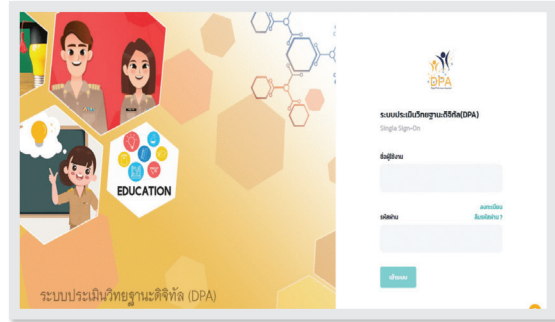 EDUCATION
ระบบประเมินวิทยฐานะดิจิทัล (DPA)
DPA
ระบบประเมินวิทยฐานะดิจิทัล(DPA)
Single Sign-On
ชื่อผู้ใช้งาน
ลงทะเบียน
รหัสผ่าน
ลืมรหัสผ่าน ?
เข้าระบบ